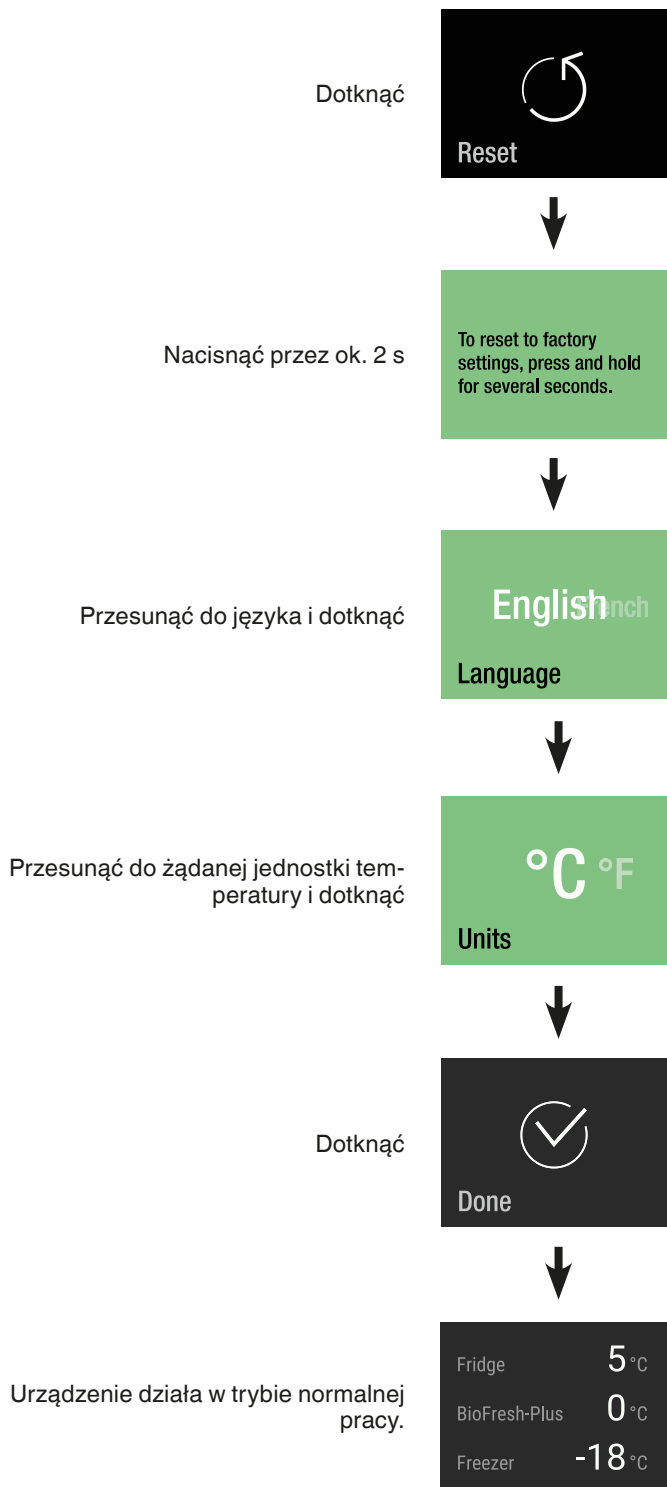 Dotknąć
Reset
Nacisnąć przez ok. 2 s
To reset to factory
settings, press and hold
for several seconds.
Przesunąć do języka i dotknąć
English French
Language
Przesunąć do żądanej jednostki tem-
peratury i dotknąć
°C °F
Units
Dotknąć
Done
Urządzenie działa w trybie normalnej
pracy.
Fridge 5 °C
BioFresh-Plus 0 °C
Freezer -18 °C